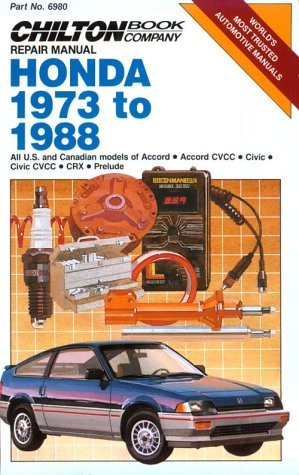 Part No. 6980
CHILTON BOOK COMPANY
REPAIR MANUAL
WORLD'S
MOST TRUSTED
AUTOMOTIVE MANUALS
HONDA
1973 to
1988
All U.S. and Canadian models of Accord • Accord CVCC • Civic •
Civic CVCC • CRX • Prelude